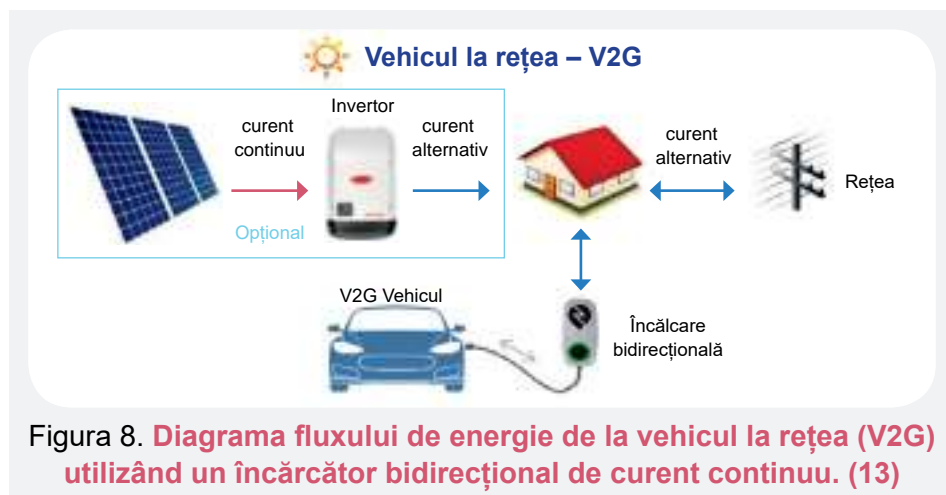 Vehicul la rețea – V2G
Invertor
curent
continuu
curent
alternativ
curent
alternativ
Rețea
Opțional
V2G Vehicul
Încălcare
bidirecțională
Figura 8. Diagrama fluxului de energie de la vehicul la rețea (V2G)
utilizând un încărcător bidirecțional de curent continuu. (13)